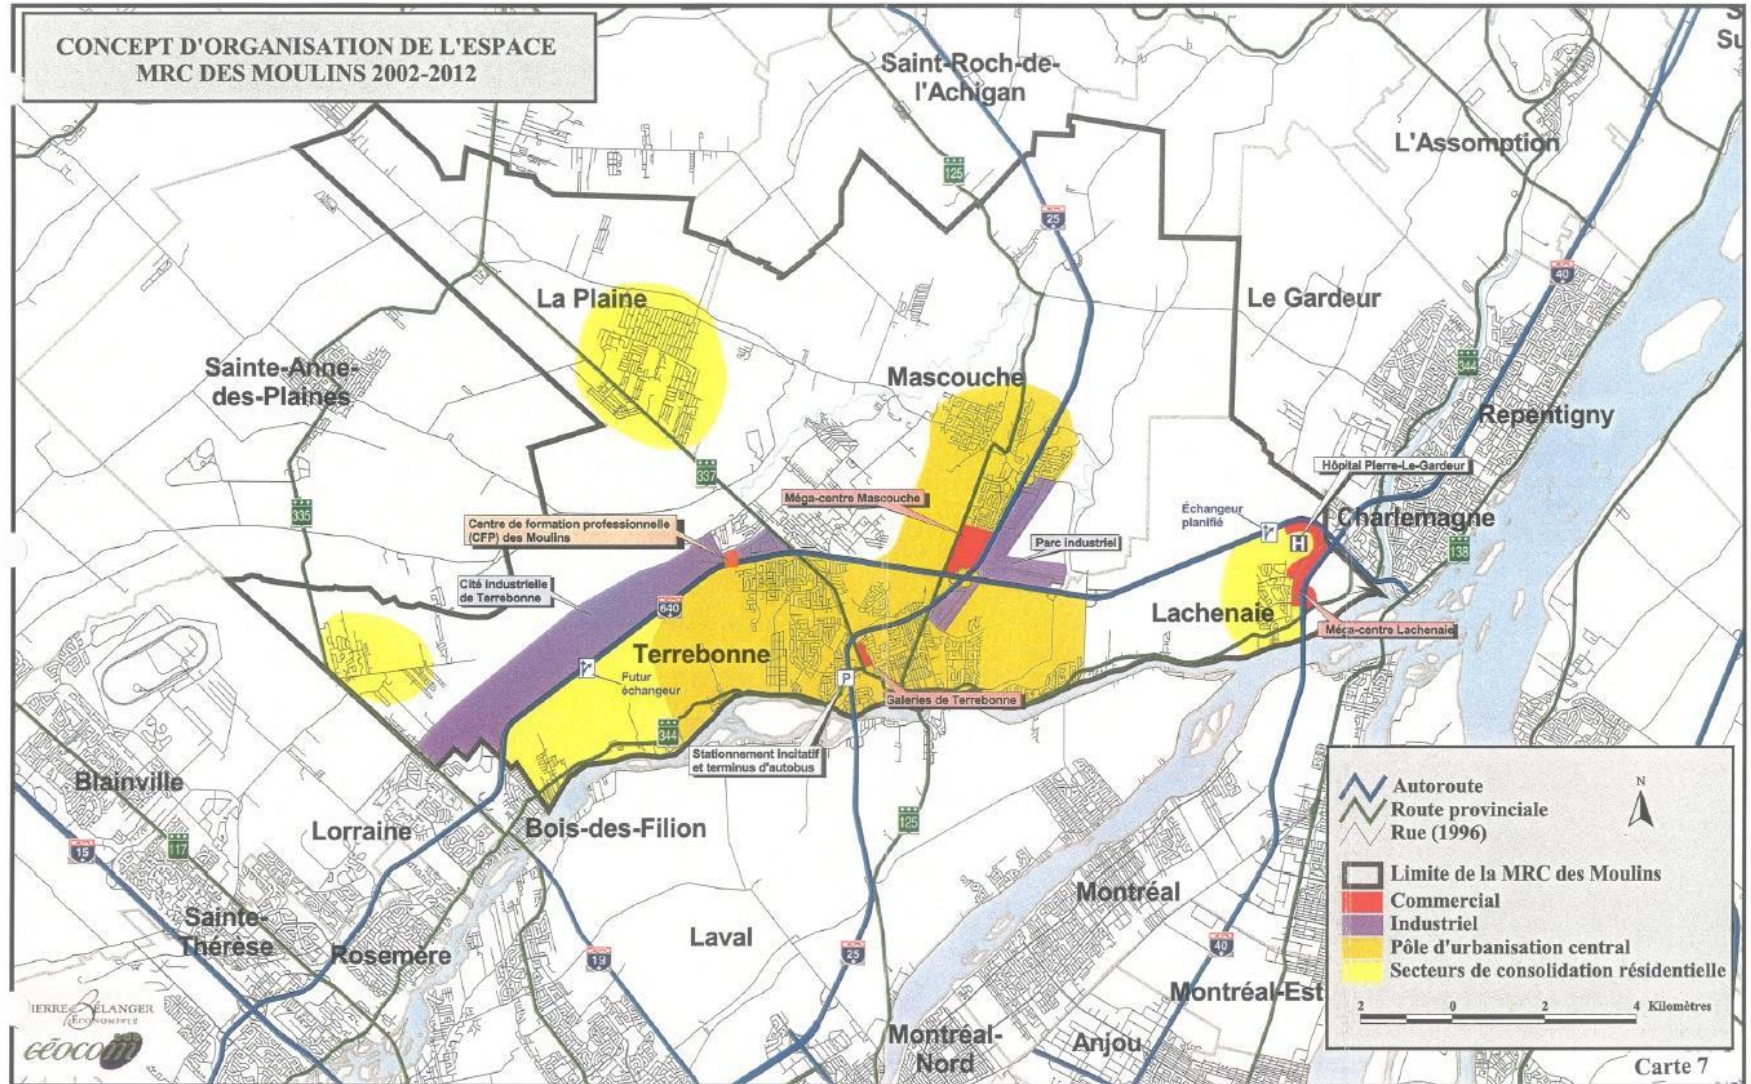 CONCEPT D'ORGANISATION DE L'ESPACE
MRC DES MOULINS 2002-2012
Saint-Roch-de-
l'Achigan
L'Assomption
125
25
40
La Plaine
Le Gardeur
344
Sainte-Anne-
des-Plaines
Mascouche
Repentigny
337
335
Hôpital Pierre-Le-Gardeur
Méga-centre Mascouche
Échangeur
planifié
Charlemagne
138
Centre de formation professionnelle
(CFP) des Moulins
Parc industriel
H
Cité industrielle
de Terrebonne
640
Lachenaie
Méga-centre Lachenaie
Terrebonne
Futur
échangeur
P
Galeries de Terrebonne
344
Stationnement incitatif
et terminus d'autobus
Blainville
Lorraine
Bois-des-Filion
125
15
117
Montréal
Sainte-
Thérèse
Rosemère
Laval
19
25
40
Montréal-Est
Montréal-
Nord
Anjou
Autoroute
Route provinciale
Rue (1996)
N
Limite de la MRC des Moulins
Commercial
Industriel
Pôle d'urbanisation central
Secteurs de consolidation résidentielle
2 0 2 4 Kilomètres
Carte 7
IERRE BÉLANGER
ÉCONOMISTE
GÉOCOM